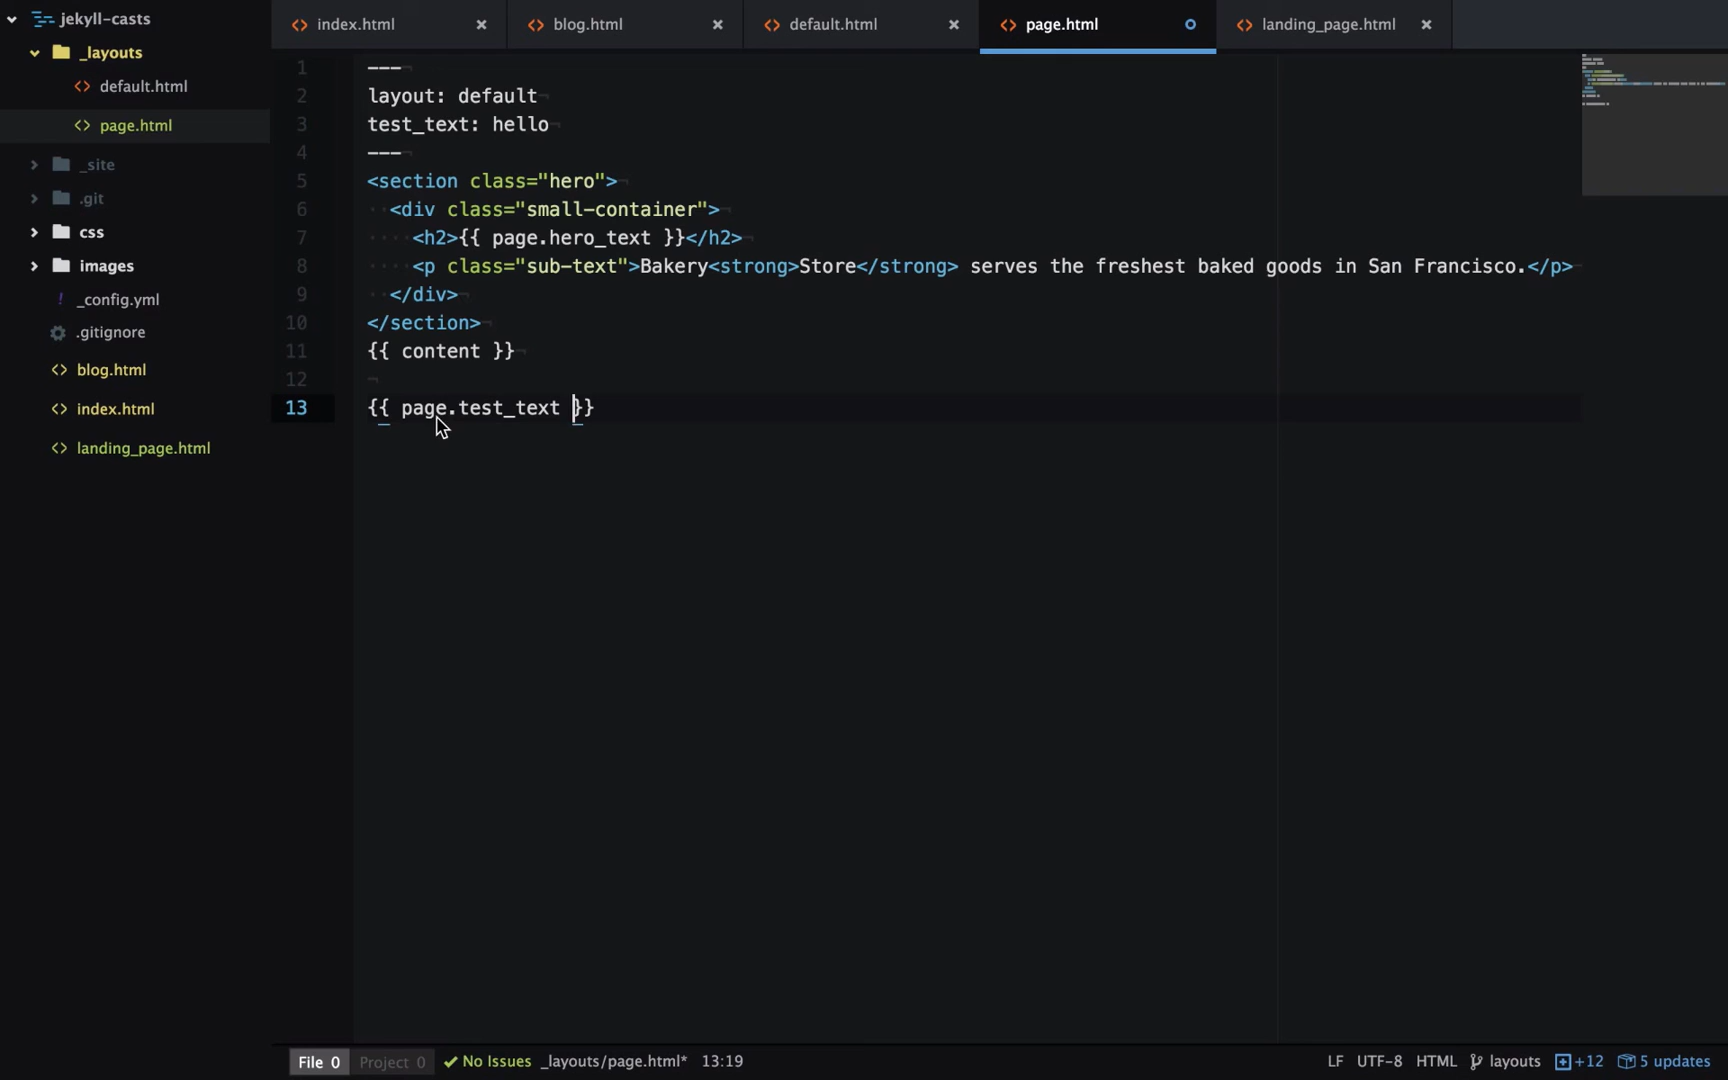 jekyll-casts
_layouts
default.html
page.html
_site
.git
css
images
_config.yml
.gitignore
blog.html
index.html
landing_page.html
index.html
blog.html
default.html
page.html
landing_page.html
1 ---
2 layout: default
3 test_text: hello
4 ---
5 <section class="hero">
6 <div class="small-container">
7 <h2>{{ page.hero_text }}</h2>
8 <p class="sub-text">Bakery<strong>Store</strong> serves the freshest baked goods in San Francisco.</p>
9 </div>
10 </section>
11 {{ content }}
12
13 {{ page.test_text }}
File 0 Project 0 No Issues _layouts/page.html* 13:19 LF UTF-8 HTML layouts +12 5 updates